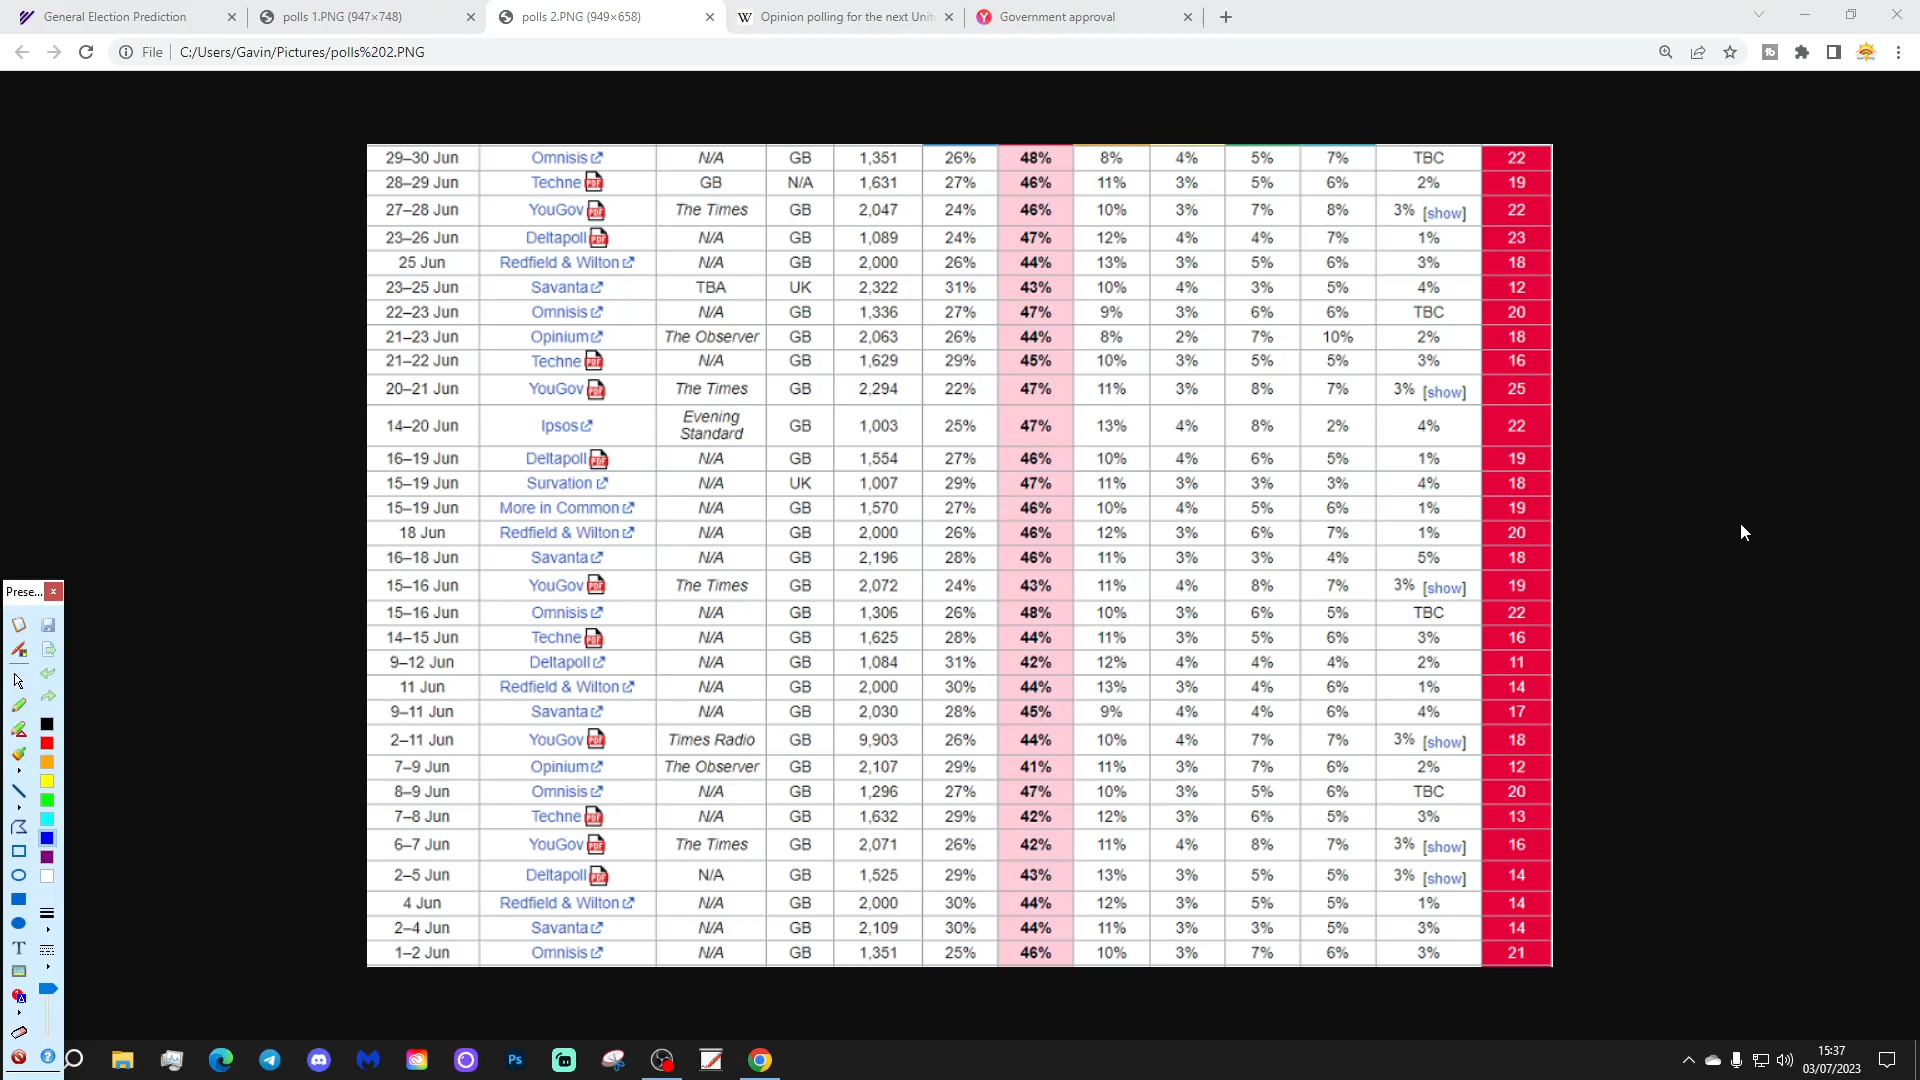 General Election Prediction
polls 1.PNG (947×748)
polls 2.PNG (949×658)
Opinion polling for the next Unit
Government approval
File C:/Users/Gavin/Pictures/polls%202.PNG
29–30 Jun Omnisis N/A GB 1,351 26% 48% 8% 4% 5% 7% TBC 22
28–29 Jun Techne GB N/A 1,631 27% 46% 11% 3% 5% 6% 2% 19
27–28 Jun YouGov The Times GB 2,047 24% 46% 10% 3% 7% 8% 3% [show] 22
23–26 Jun Deltapoll N/A GB 1,089 24% 47% 12% 4% 4% 7% 1% 23
25 Jun Redfield & Wilton N/A GB 2,000 26% 44% 13% 3% 5% 6% 3% 18
23–25 Jun Savanta TBA UK 2,322 31% 43% 10% 4% 3% 5% 4% 12
22–23 Jun Omnisis N/A GB 1,336 27% 47% 9% 3% 6% 6% TBC 20
21–23 Jun Opinium The Observer GB 2,063 26% 44% 8% 2% 7% 10% 2% 18
21–22 Jun Techne N/A GB 1,629 29% 45% 10% 3% 5% 5% 3% 16
20–21 Jun YouGov The Times GB 2,294 22% 47% 11% 3% 8% 7% 3% [show] 25
14–20 Jun Ipsos Evening Standard GB 1,003 25% 47% 13% 4% 8% 2% 4% 22
16–19 Jun Deltapoll N/A GB 1,554 27% 46% 10% 4% 6% 5% 1% 19
15–19 Jun Survation N/A UK 1,007 29% 47% 11% 3% 3% 3% 4% 18
15–19 Jun More in Common N/A GB 1,570 27% 46% 10% 4% 5% 6% 1% 19
18 Jun Redfield & Wilton N/A GB 2,000 26% 46% 12% 3% 6% 7% 1% 20
16–18 Jun Savanta N/A GB 2,196 28% 46% 11% 3% 3% 4% 5% 18
15–16 Jun YouGov The Times GB 2,072 24% 43% 11% 4% 8% 7% 3% [show] 19
15–16 Jun Omnisis N/A GB 1,306 26% 48% 10% 3% 6% 5% TBC 22
14–15 Jun Techne N/A GB 1,625 28% 44% 11% 3% 5% 6% 3% 16
9–12 Jun Deltapoll N/A GB 1,084 31% 42% 12% 4% 4% 4% 2% 11
11 Jun Redfield & Wilton N/A GB 2,000 30% 44% 13% 3% 4% 6% 1% 14
9–11 Jun Savanta N/A GB 2,030 28% 45% 9% 4% 4% 6% 4% 17
2–11 Jun YouGov Times Radio GB 9,903 26% 44% 10% 4% 7% 7% 3% [show] 18
7–9 Jun Opinium The Observer GB 2,107 29% 41% 11% 3% 7% 6% 2% 12
8–9 Jun Omnisis N/A GB 1,296 27% 47% 10% 3% 5% 6% TBC 20
7–8 Jun Techne N/A GB 1,632 29% 42% 12% 3% 6% 5% 3% 13
6–7 Jun YouGov The Times GB 2,071 26% 42% 11% 4% 8% 7% 3% [show] 16
2–5 Jun Deltapoll N/A GB 1,525 29% 43% 13% 3% 5% 5% 3% [show] 14
4 Jun Redfield & Wilton N/A GB 2,000 30% 44% 12% 3% 5% 5% 1% 14
2–4 Jun Savanta N/A GB 2,109 30% 44% 11% 3% 3% 5% 3% 14
1–2 Jun Omnisis N/A GB 1,351 25% 46% 10% 3% 7% 6% 3% 21
Prese...
15:37
03/07/2023